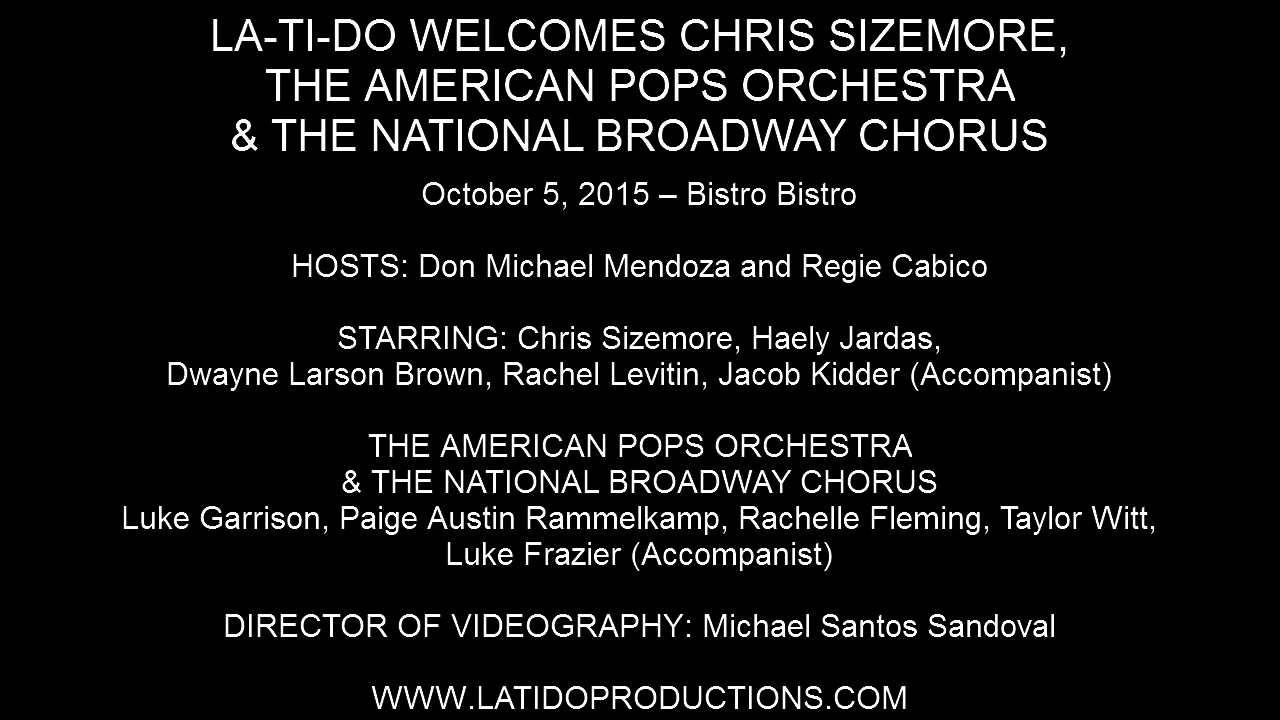 LA-TI-DO WELCOMES CHRIS SIZEMORE,
THE AMERICAN POPS ORCHESTRA
& THE NATIONAL BROADWAY CHORUS
October 5, 2015 – Bistro Bistro
HOSTS: Don Michael Mendoza and Regie Cabico
STARRING: Chris Sizemore, Haely Jardas,
Dwayne Larson Brown, Rachel Levitin, Jacob Kidder (Accompanist)
THE AMERICAN POPS ORCHESTRA
& THE NATIONAL BROADWAY CHORUS
Luke Garrison, Paige Austin Rammelkamp, Rachelle Fleming, Taylor Witt,
Luke Frazier (Accompanist)
DIRECTOR OF VIDEOGRAPHY: Michael Santos Sandoval
WWW.LATIDOPRODUCTIONS.COM